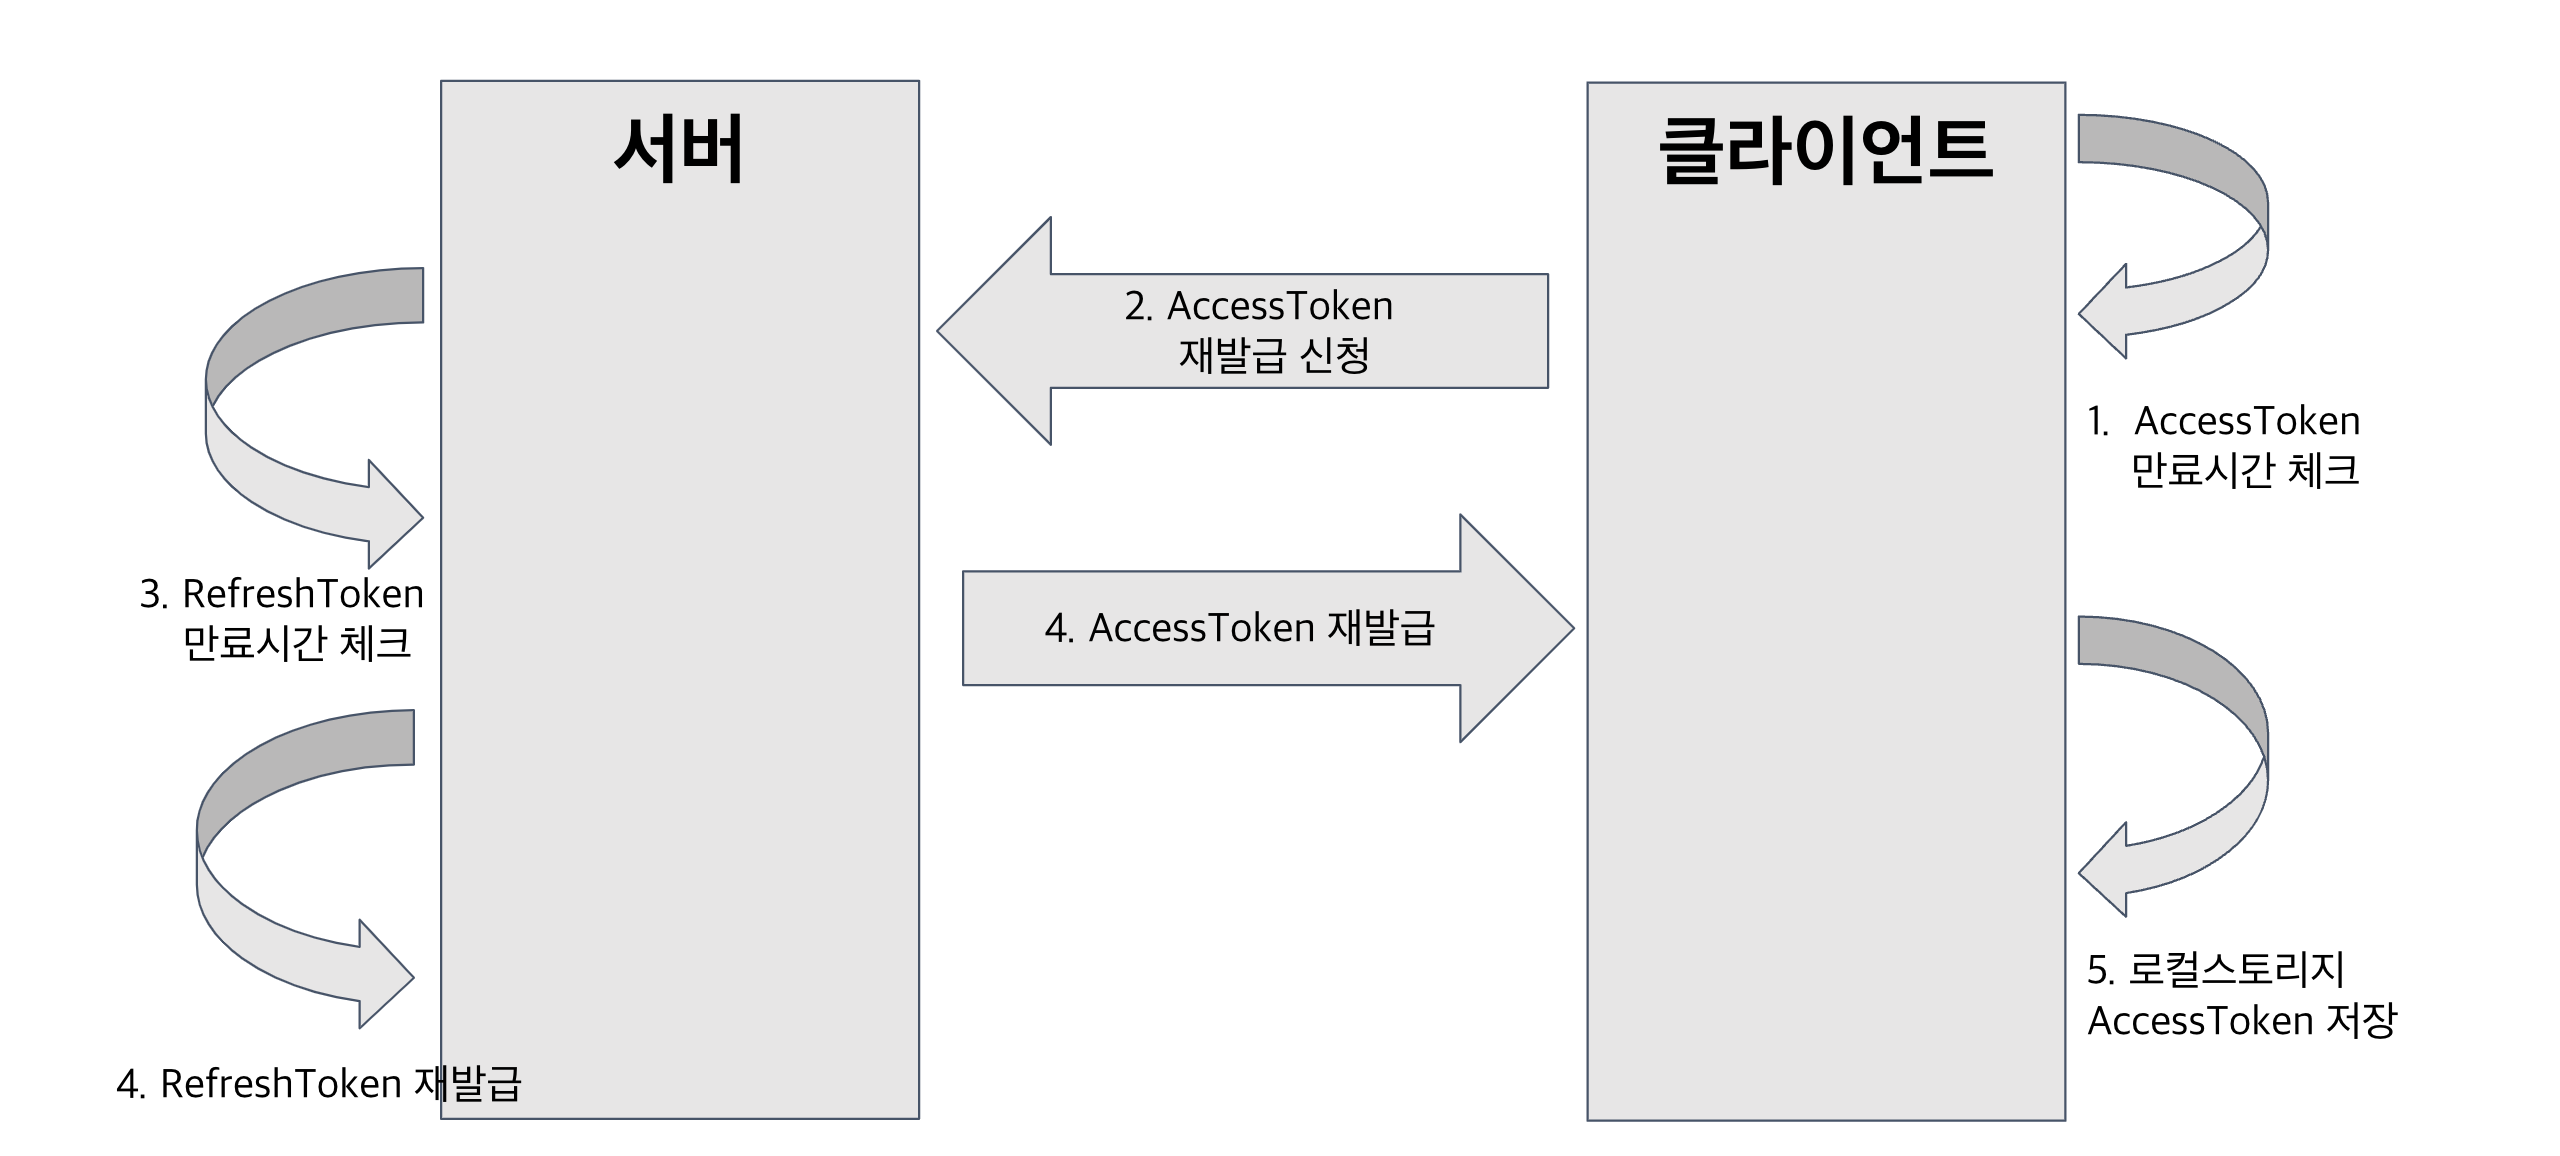 서버
클라이언트
2. AccessToken
재발급 신청
1. AccessToken
만료시간 체크
3. RefreshToken
만료시간 체크
4. AccessToken 재발급
5. 로컬스토리지
AccessToken 저장
4. RefreshToken 재발급